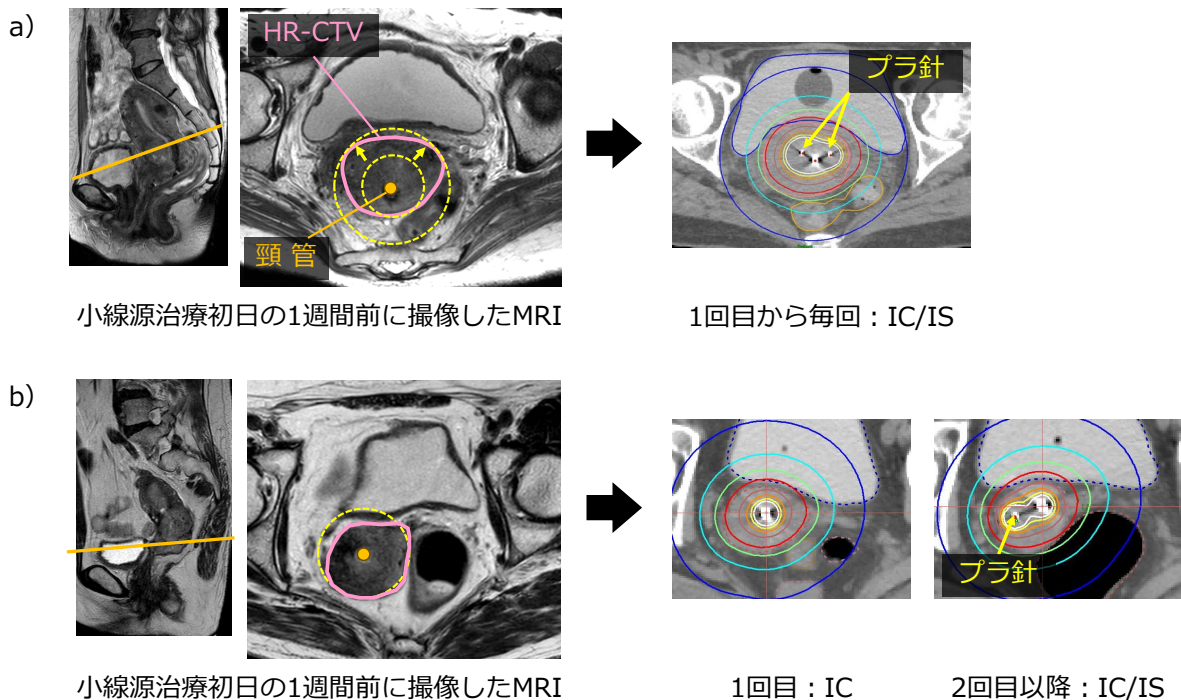 a）
HR-CTV
頸 管
プラ針
小線源治療初日の1週間前に撮像したMRI
1回目から毎回：IC/IS
b）
プラ針
小線源治療初日の1週間前に撮像したMRI
1回目：IC
2回目以降：IC/IS